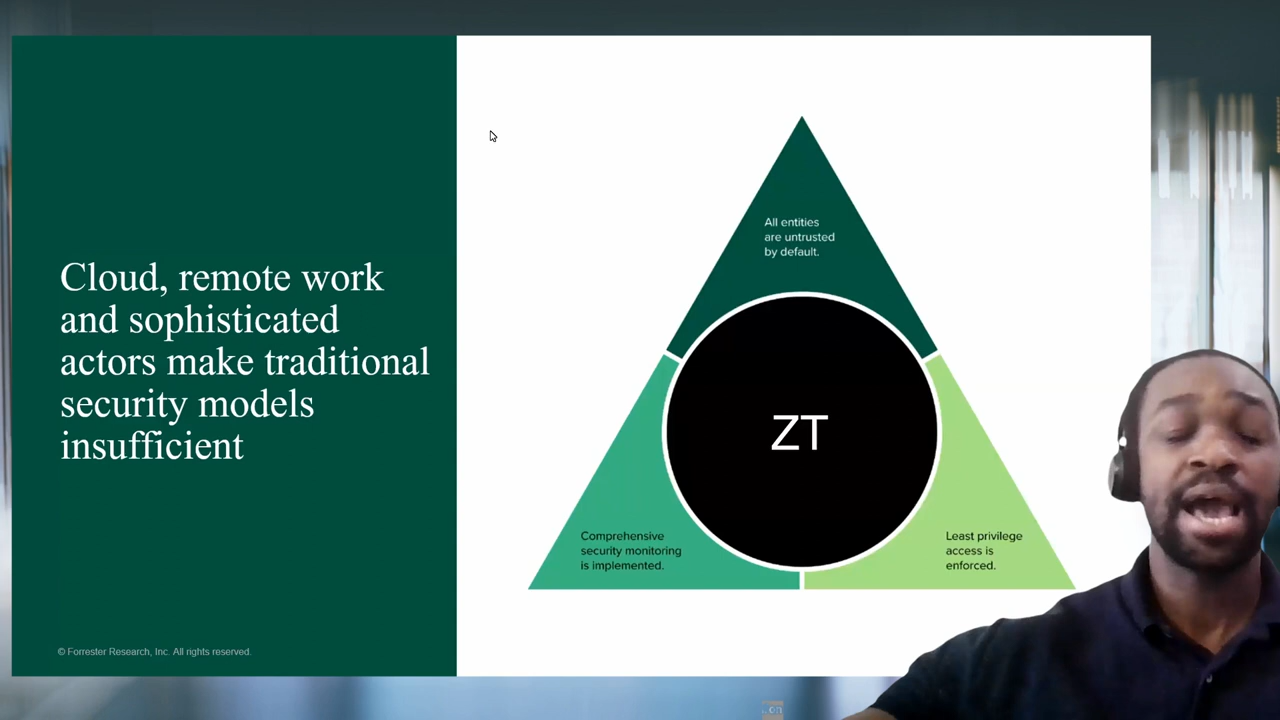 Cloud, remote work
and sophisticated
actors make traditional
security models
insufficient
All entities
are untrusted
by default.
ZT
Comprehensive
security monitoring
is implemented.
Least privilege
access is
enforced.
© Forrester Research, Inc. All rights reserved.